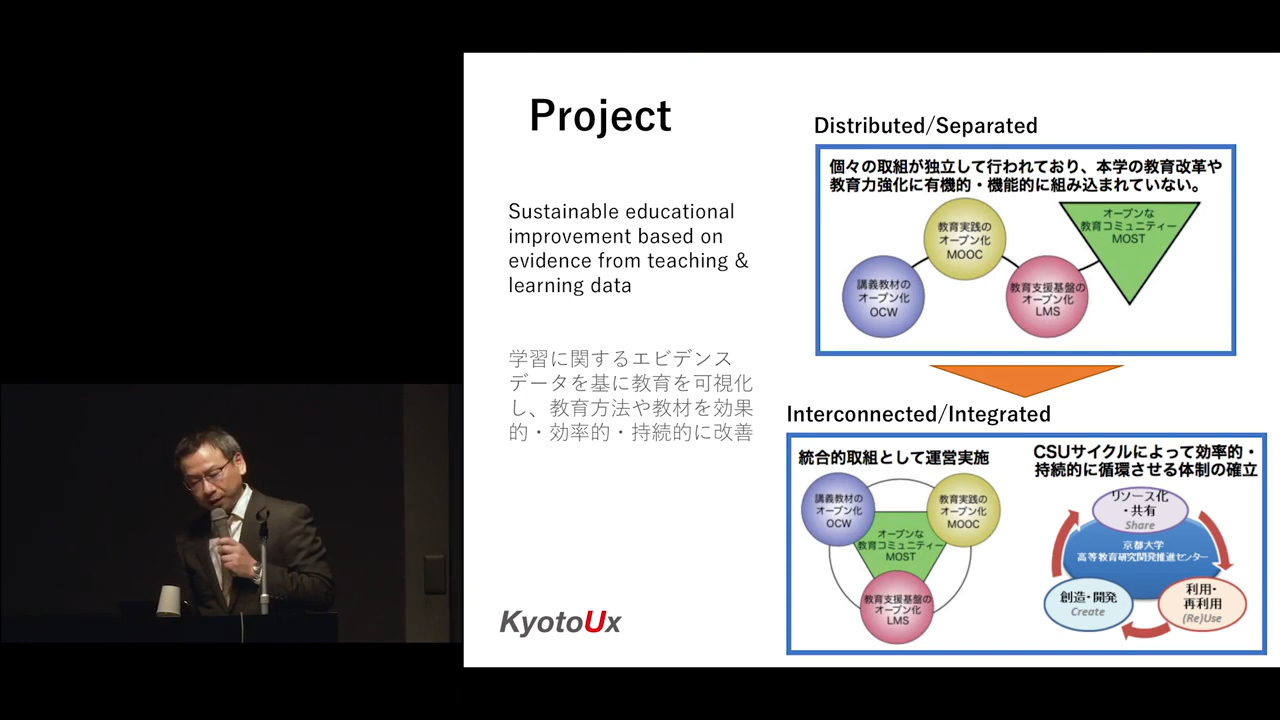 Project
Sustainable educational
improvement based on
evidence from teaching &
learning data
学習に関するエビデンス
データを基に教育を可視化
し、教育方法や教材を効果
的・効率的・持続的に改善
KyotoUx
Distributed/Separated
個々の取組が独立して行われており、本学の教育改革や
教育力強化に有機的・機能的に組み込まれていない。
講義教材の
オープン化
OCW
教育実践の
オープン化
MOOC
教育支援基盤の
オープン化
LMS
オープンな
教育コミュニティー
MOST
Interconnected/Integrated
統合的取組として運営実施
講義教材の
オープン化
OCW
教育実践の
オープン化
MOOC
オープンな
教育コミュニティー
MOST
教育支援基盤の
オープン化
LMS
CSUサイクルによって効率的・
持続的に循環させる体制の確立
リソース化
・共有
Share
京都大学
高等教育研究開発推進センター
創造・開発
Create
利用・
再利用
(Re)Use